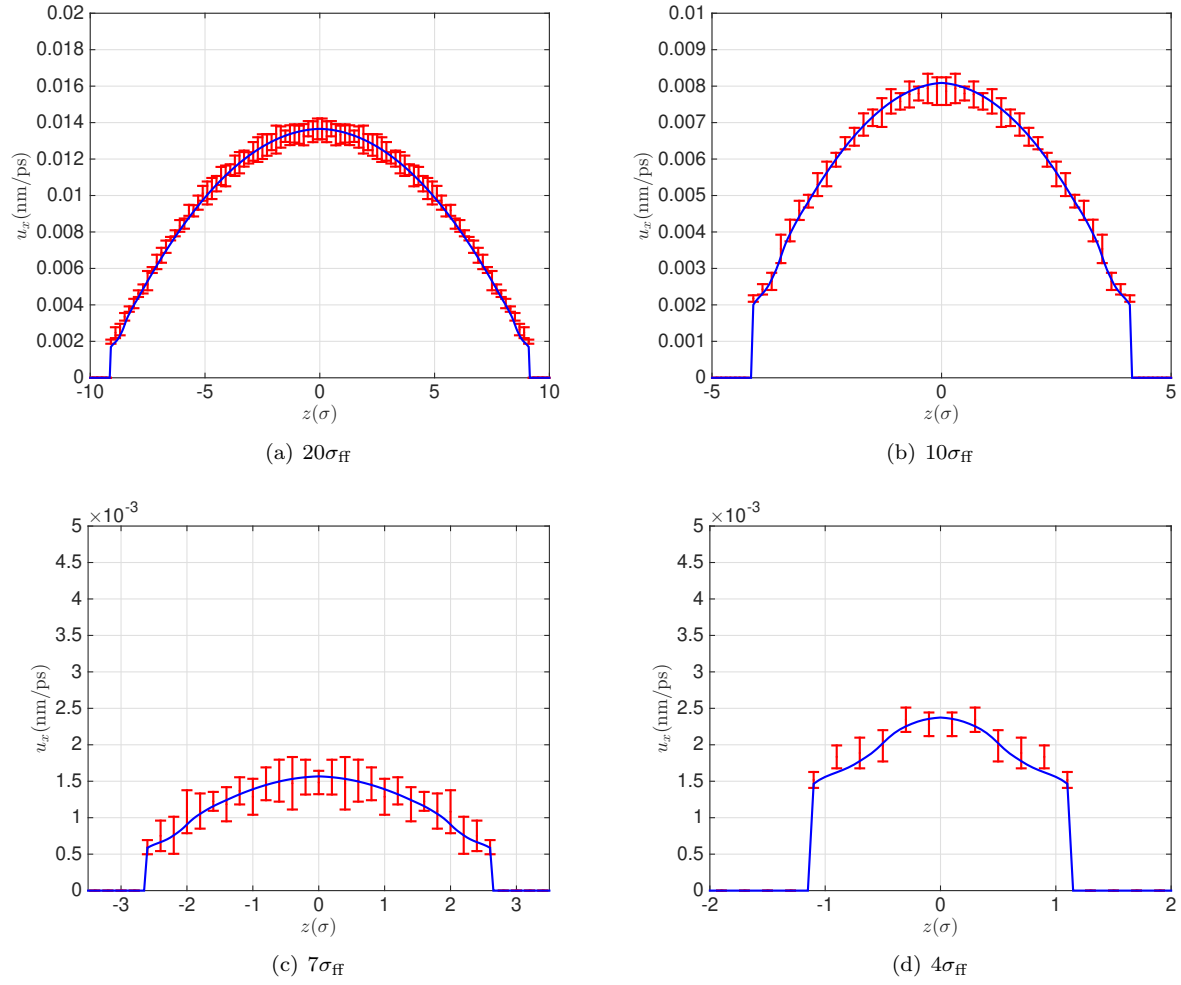 0.02
0.018
0.016
0.014
0.012
0.01
0.008
0.006
0.004
0.002
0
u_x(nm/ps)
-10 -5 0 5 10
z(σ)
(a) 20σ_ff
0.01
0.009
0.008
0.007
0.006
0.005
0.004
0.003
0.002
0.001
0
u_x(nm/ps)
-5 0 5
z(σ)
(b) 10σ_ff
×10^-3
5
4.5
4
3.5
3
2.5
2
1.5
1
0.5
0
u_x(nm/ps)
-3 -2 -1 0 1 2 3
z(σ)
(c) 7σ_ff
×10^-3
5
4.5
4
3.5
3
2.5
2
1.5
1
0.5
0
u_x(nm/ps)
-2 -1 0 1 2
z(σ)
(d) 4σ_ff